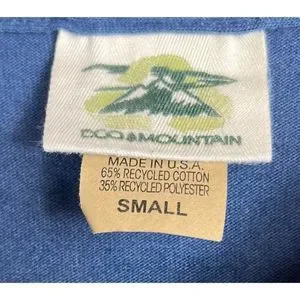 ECO & MOUNTAIN
MADE IN U.S.A.
65% RECYCLED COTTON
35% RECYCLED POLYESTER
SMALL